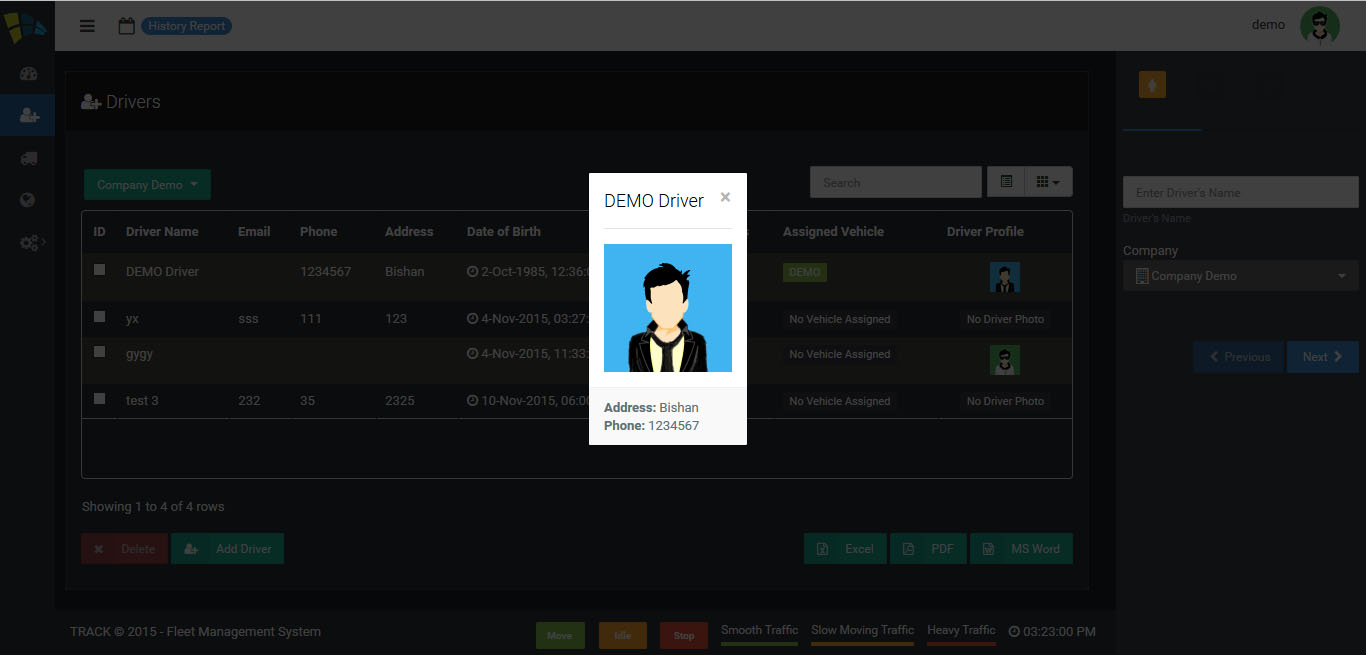 History Report
demo
Drivers
Company Demo
Search
ID Driver Name Email Phone Address Date of Birth Assigned Vehicle Driver Profile
DEMO Driver 1234567 Bishan 2-Oct-1985, 12:36: DEMO
yx sss 111 123 4-Nov-2015, 03:27: No Vehicle Assigned No Driver Photo
gygy 4-Nov-2015, 11:33: No Vehicle Assigned
test 3 232 35 2325 10-Nov-2015, 06:00 No Vehicle Assigned No Driver Photo
Showing 1 to 4 of 4 rows
Delete Add Driver Excel PDF MS Word
DEMO Driver ×
Address: Bishan
Phone: 1234567
Enter Driver's Name
Driver's Name
Company
Company Demo
Previous Next
TRACK © 2015 - Fleet Management System
Move Idle Stop Smooth Traffic Slow Moving Traffic Heavy Traffic 03:23:00 PM